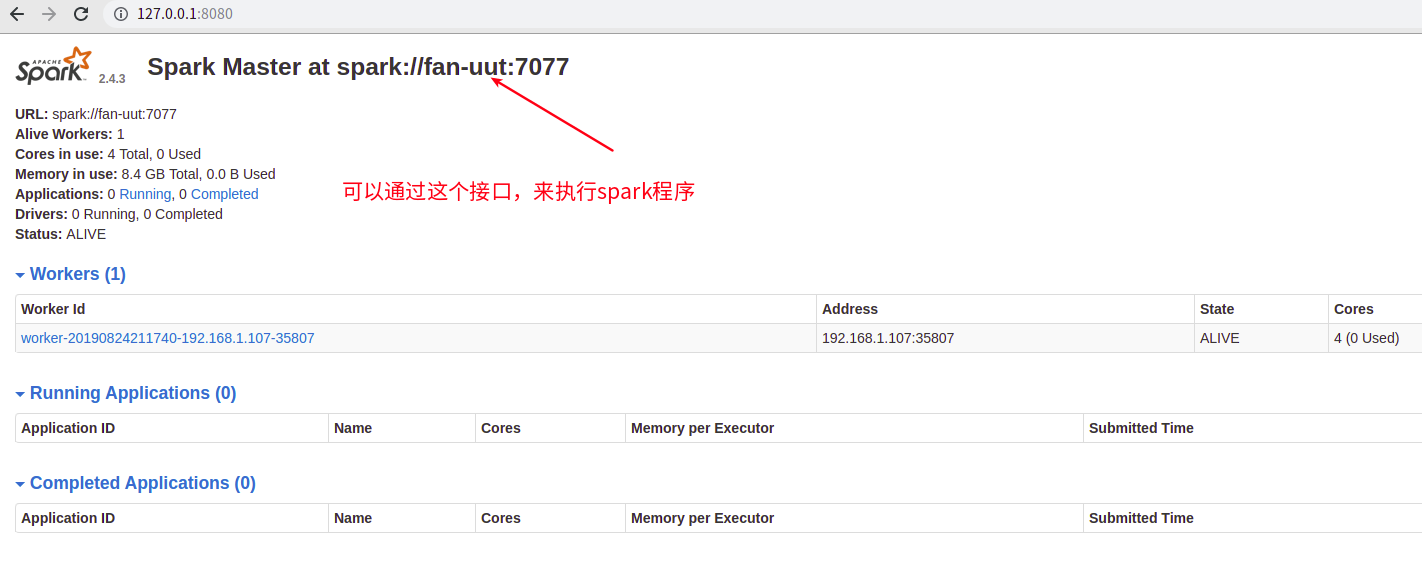 127.0.0.1:8080
APACHE
Spark 2.4.3 Spark Master at spark://fan-uut:7077
URL: spark://fan-uut:7077
Alive Workers: 1
Cores in use: 4 Total, 0 Used
Memory in use: 8.4 GB Total, 0.0 B Used
Applications: 0 Running, 0 Completed
可以通过这个接口，来执行spark程序
Drivers: 0 Running, 0 Completed
Status: ALIVE
Workers (1)
Worker Id Address State Cores
worker-20190824211740-192.168.1.107-35807 192.168.1.107:35807 ALIVE 4 (0 Used)
Running Applications (0)
Application ID Name Cores Memory per Executor Submitted Time
Completed Applications (0)
Application ID Name Cores Memory per Executor Submitted Time